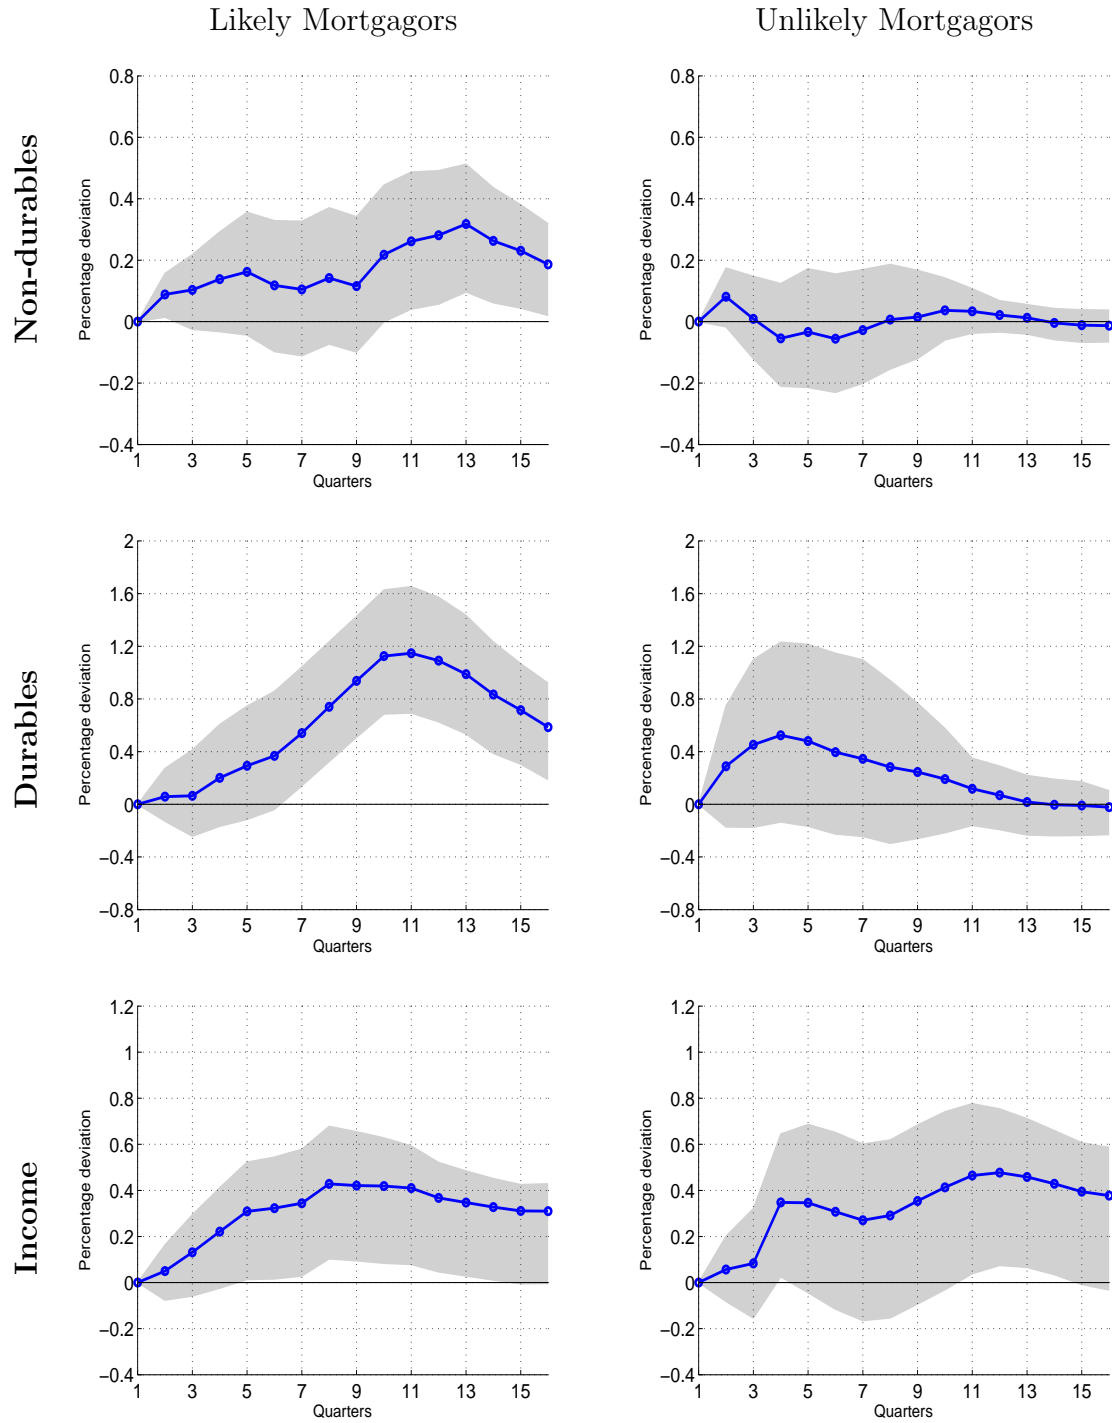 Likely Mortgagors
Unlikely Mortgagors
Non-durables
Percentage deviation
0.8
0.6
0.4
0.2
0
−0.2
−0.4
1 3 5 7 9 11 13 15
Quarters
Percentage deviation
0.8
0.6
0.4
0.2
0
−0.2
−0.4
1 3 5 7 9 11 13 15
Quarters
Durables
Percentage deviation
2
1.6
1.2
0.8
0.4
0
−0.4
−0.8
1 3 5 7 9 11 13 15
Quarters
Percentage deviation
2
1.6
1.2
0.8
0.4
0
−0.4
−0.8
1 3 5 7 9 11 13 15
Quarters
Income
Percentage deviation
1.2
1
0.8
0.6
0.4
0.2
0
−0.2
−0.4
1 3 5 7 9 11 13 15
Quarters
Percentage deviation
1.2
1
0.8
0.6
0.4
0.2
0
−0.2
−0.4
1 3 5 7 9 11 13 15
Quarters